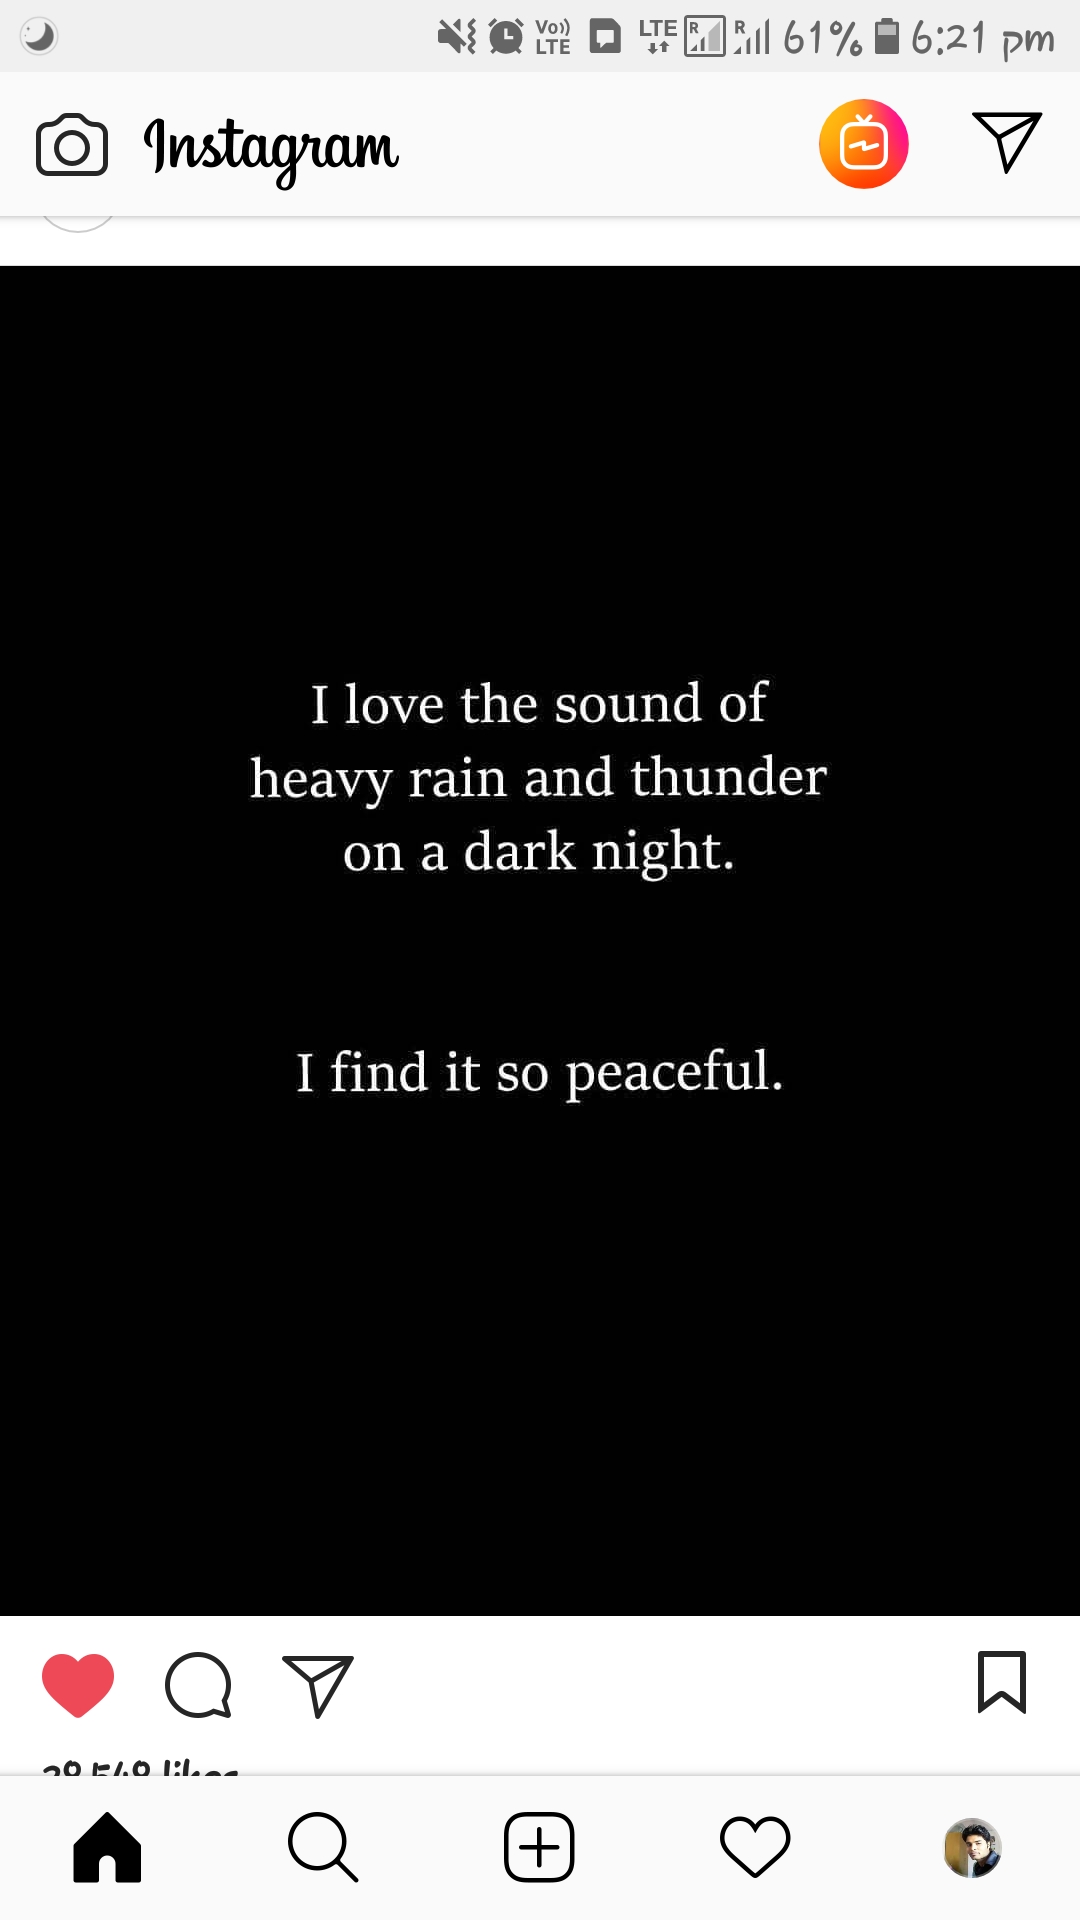 Vo)) LTE LTE R R 61% 6:21 pm
Instagram
I love the sound of
heavy rain and thunder
on a dark night.
I find it so peaceful.
likes